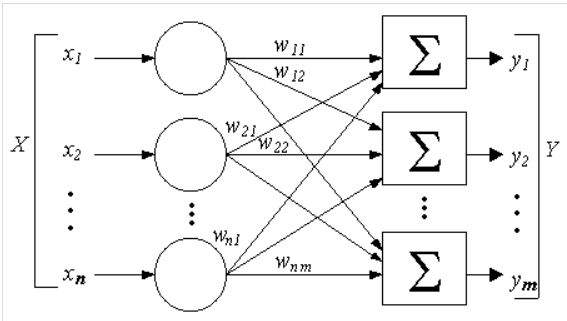 x1 w11 Σ y1
w12
X x2 w21 w22 Σ y2 Y
xn wn1 wnm Σ ym